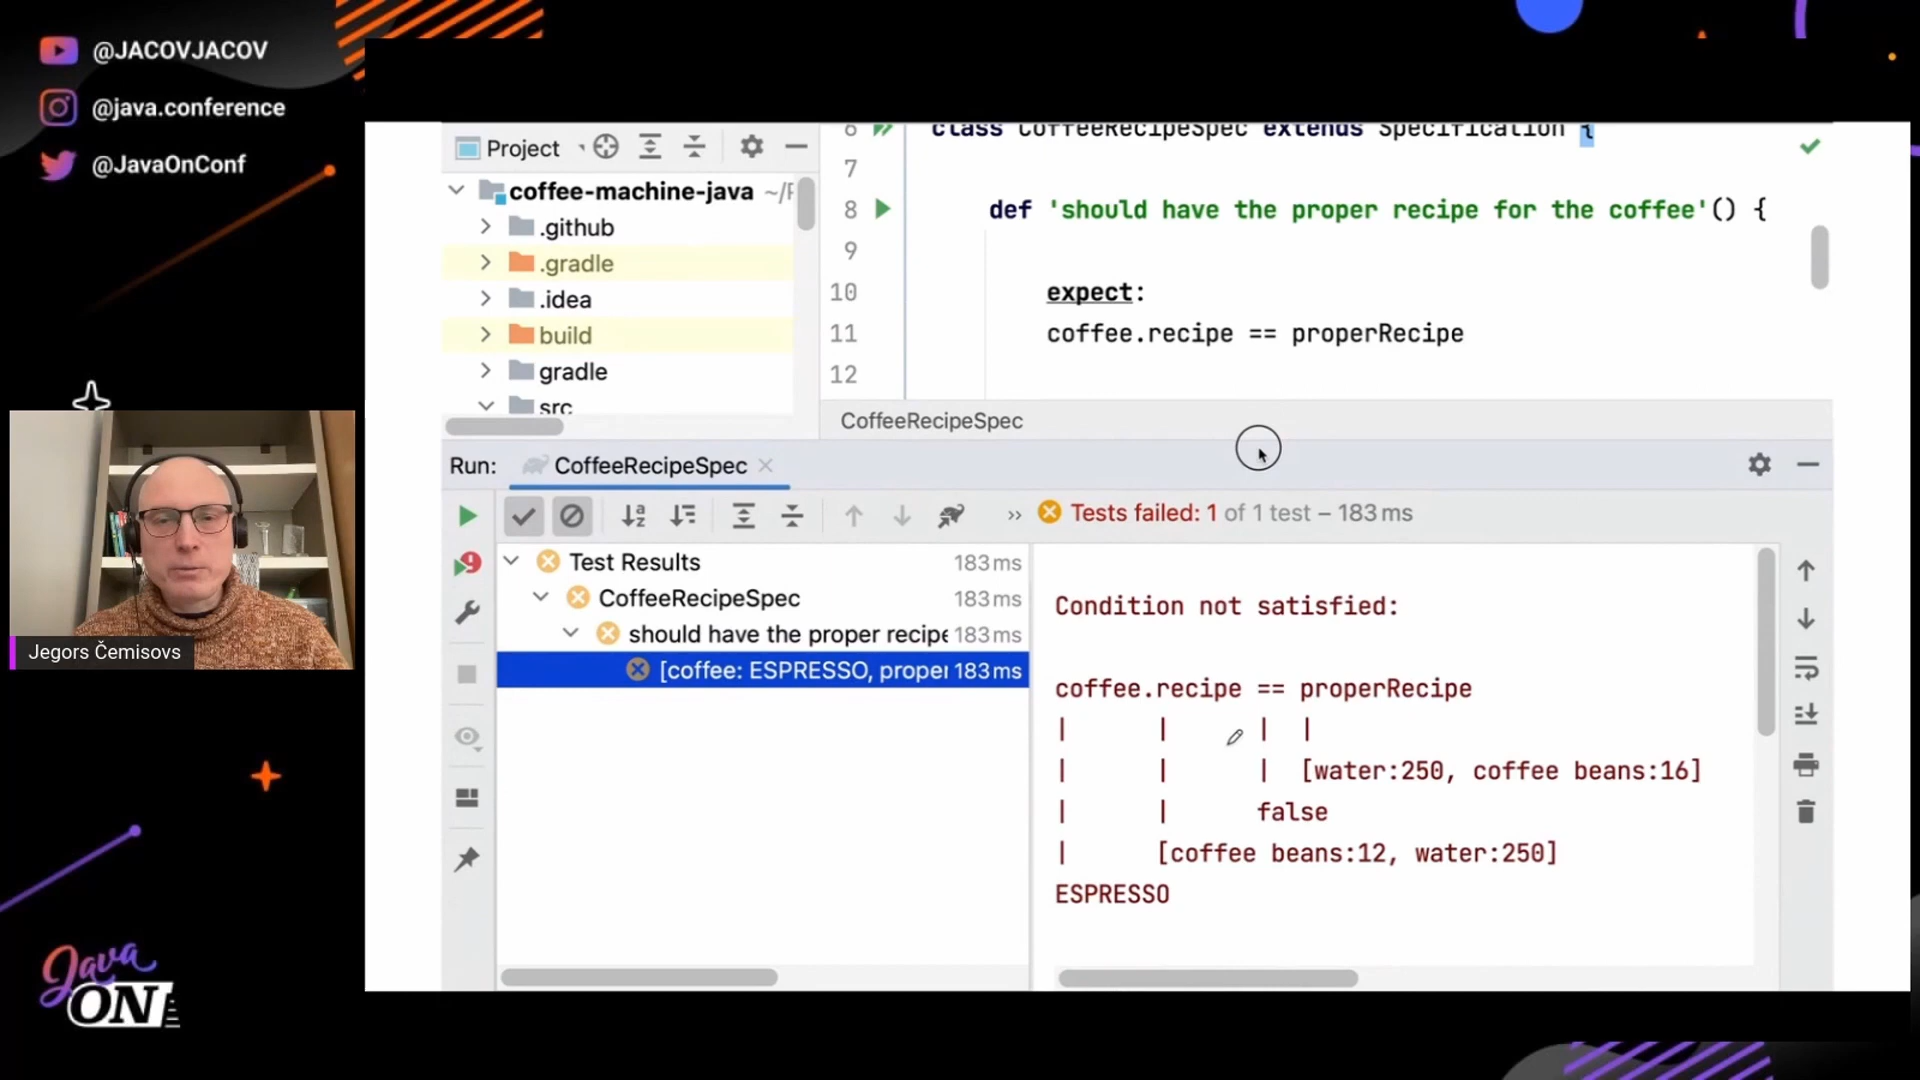 @JACOVJACOV
@java.conference
@JavaOnConf
Jegors Čemisovs
Java
ON
Project
coffee-machine-java ~/
.github
.gradle
.idea
build
gradle
src
6 class CoffeeRecipeSpec extends Specification {
7
8 def 'should have the proper recipe for the coffee'() {
9
10 expect:
11 coffee.recipe == properRecipe
12
CoffeeRecipeSpec
Run: CoffeeRecipeSpec
Tests failed: 1 of 1 test – 183 ms
Test Results 183 ms
CoffeeRecipeSpec 183 ms
should have the proper recipe 183 ms
[coffee: ESPRESSO, proper 183 ms
Condition not satisfied:
coffee.recipe == properRecipe
| | | |
| | | [water:250, coffee beans:16]
| | false
| [coffee beans:12, water:250]
ESPRESSO